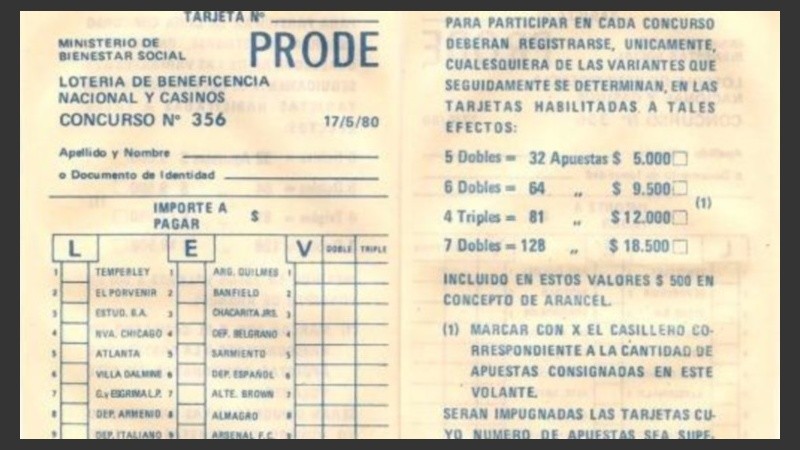 TARJETA Nº
MINISTERIO DE
BIENESTAR SOCIAL
PRODE
LOTERIA DE BENEFICENCIA
NACIONAL Y CASINOS
CONCURSO Nº 356 17/5/80
Apellido y Nombre
o Documento de Identidad
IMPORTE A
PAGAR $
L E V DOBLE TRIPLE
1 TEMPERLEY 1 ARG. QUILMES 1
2 EL PORVENIR 2 BANFIELD 2
3 ESTUD. B.A. 3 CHACARITA JRS. 3
4 NVA. CHICAGO 4 DEF. BELGRANO 4
5 ATLANTA 5 SARMIENTO 5
6 VILLA DALMINE 6 DEP. ESPAÑOL 6
7 G.y ESGRIMA L.P. 7 ALTE. BROWN 7
8 DEP. ARMENIO 8 ALMAGRO 8
9 DEP. ITALIANO 9 ARSENAL F.C. 9
PARA PARTICIPAR EN CADA CONCURSO
DEBERAN REGISTRARSE, UNICAMENTE,
CUALESQUIERA DE LAS VARIANTES QUE
SEGUIDAMENTE SE DETERMINAN, EN LAS
TARJETAS HABILITADAS A TALES
EFECTOS:
5 Dobles = 32 Apuestas $ 5.000
6 Dobles = 64 „ $ 9.500
(1)
4 Triples = 81 „ $ 12.000
7 Dobles = 128 „ $ 18.500
INCLUIDO EN ESTOS VALORES $ 500 EN
CONCEPTO DE ARANCEL.
(1) MARCAR CON X EL CASILLERO CO-
RRESPONDIENTE A LA CANTIDAD DE
APUESTAS CONSIGNADAS EN ESTE
VOLANTE.
SERAN IMPUGNADAS LAS TARJETAS CU-
YO NUMERO DE APUESTAS SEA SUPE-